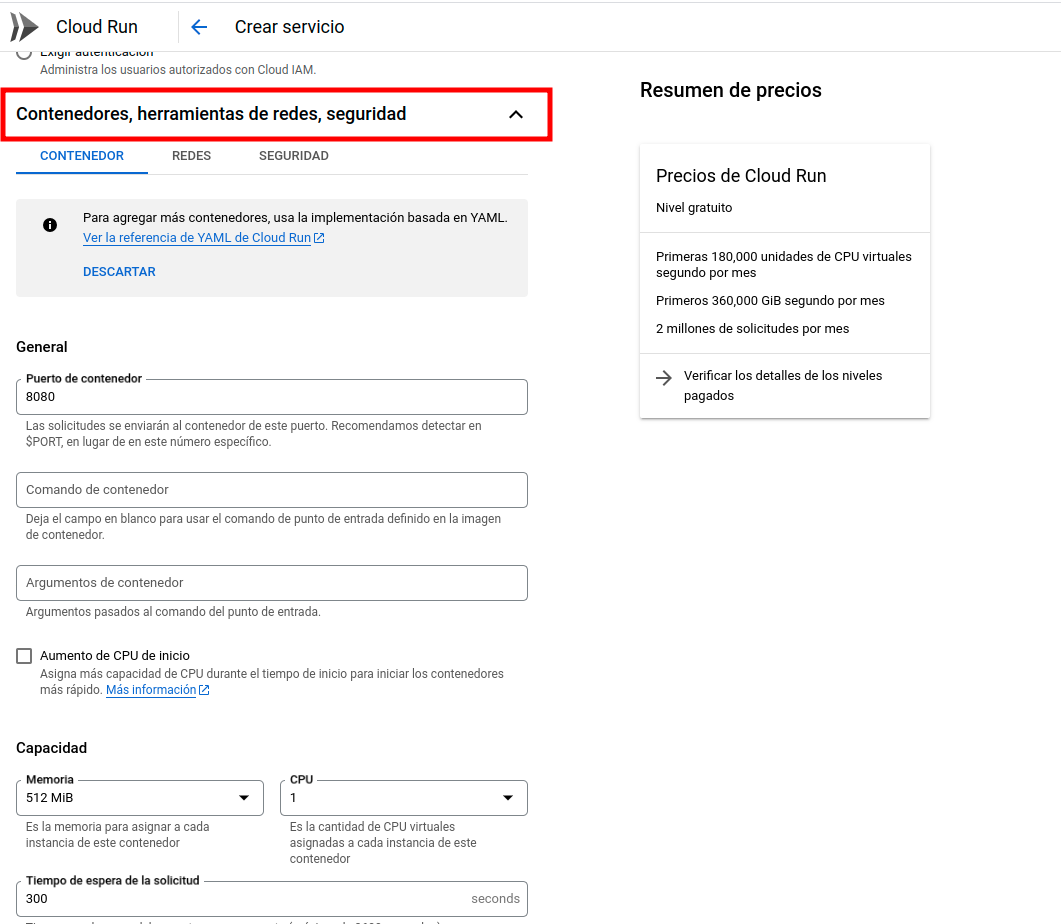 Cloud Run
Crear servicio
Exigir autenticación
Administra los usuarios autorizados con Cloud IAM.
Contenedores, herramientas de redes, seguridad
CONTENEDOR
REDES
SEGURIDAD
Para agregar más contenedores, usa la implementación basada en YAML.
Ver la referencia de YAML de Cloud Run
DESCARTAR
General
Puerto de contenedor
8080
Las solicitudes se enviarán al contenedor de este puerto. Recomendamos detectar en
$PORT, en lugar de en este número específico.
Comando de contenedor
Deja el campo en blanco para usar el comando de punto de entrada definido en la imagen
de contenedor.
Argumentos de contenedor
Argumentos pasados al comando del punto de entrada.
Aumento de CPU de inicio
Asigna más capacidad de CPU durante el tiempo de inicio para iniciar los contenedores
más rápido. Más información
Capacidad
Memoria
512 MiB
Es la memoria para asignar a cada
instancia de este contenedor
CPU
1
Es la cantidad de CPU virtuales
asignadas a cada instancia de este
contenedor
Tiempo de espera de la solicitud
300
seconds
Resumen de precios
Precios de Cloud Run
Nivel gratuito
Primeras 180,000 unidades de CPU virtuales
segundo por mes
Primeros 360,000 GiB segundo por mes
2 millones de solicitudes por mes
Verificar los detalles de los niveles
pagados